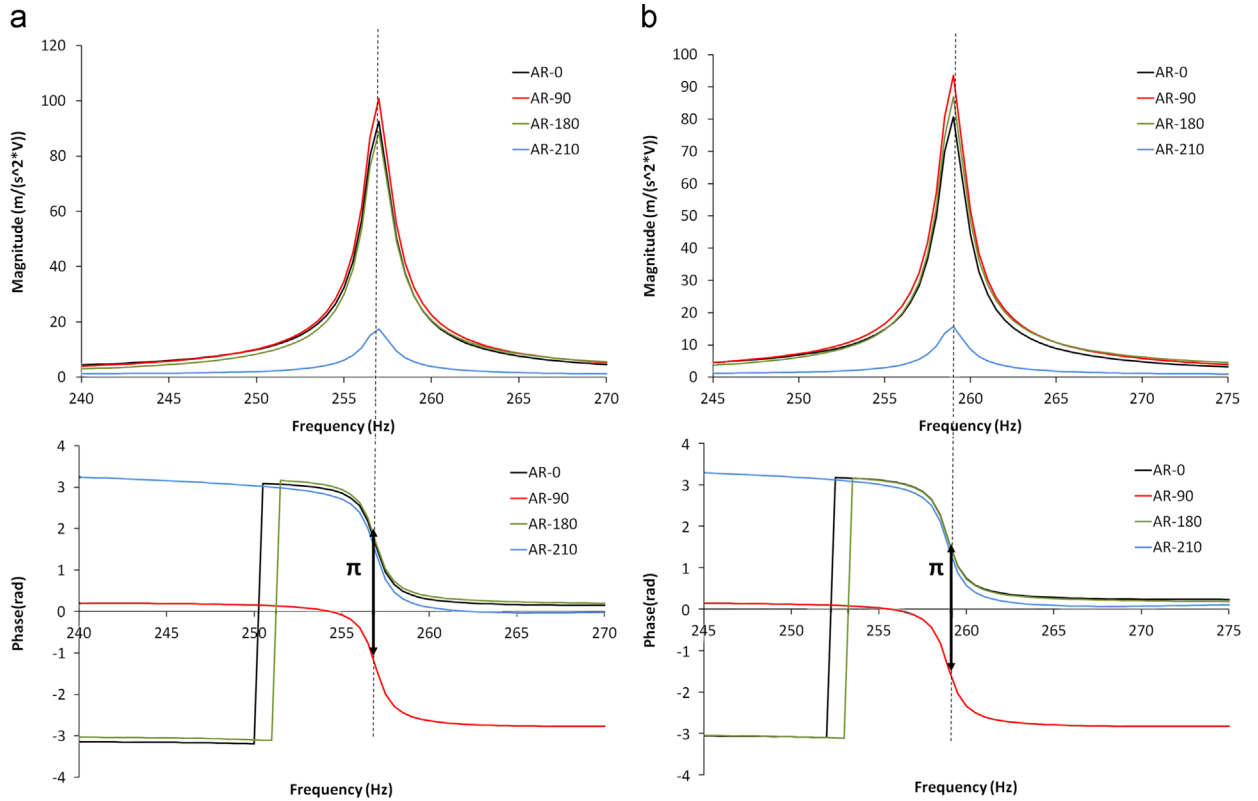 a
120
100
80
60
40
20
0
Magnitude (m/(s^2*V))
AR-0
AR-90
AR-180
AR-210
240 245 250 255 260 265 270
Frequency (Hz)
4
3
2
1
0
-1
-2
-3
-4
Phase(rad)
AR-0
AR-90
AR-180
AR-210
π
240 245 250 255 260 265 270
Frequency (Hz)
b
100
90
80
70
60
50
40
30
20
10
0
Magnitude (m/(s^2*V))
AR-0
AR-90
AR-180
AR-210
245 250 255 260 265 270 275
Frequency (Hz)
4
3
2
1
0
-1
-2
-3
-4
Phase(rad)
AR-0
AR-90
AR-180
AR-210
π
245 250 255 260 265 270 275
Frequency (Hz)